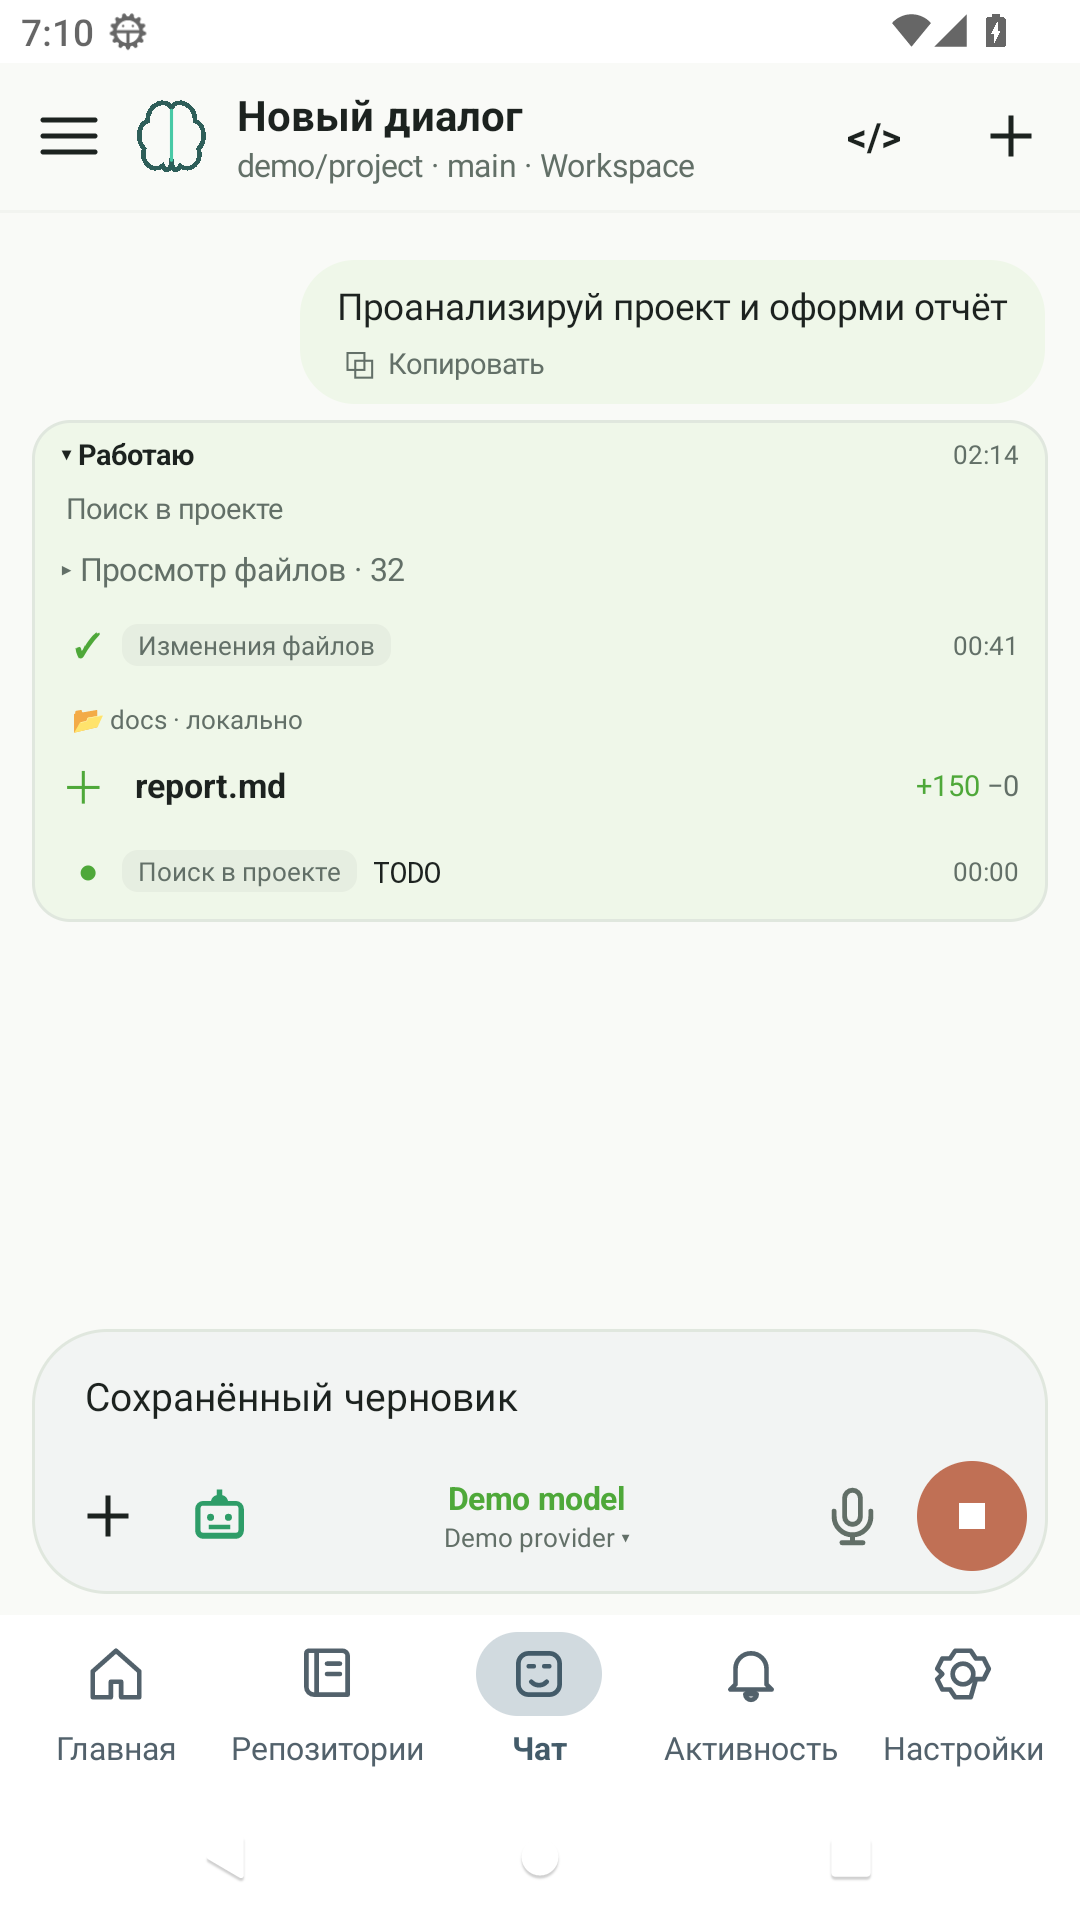 7:10
Новый диалог
demo/project · main · Workspace
</>
Проанализируй проект и оформи отчёт
Копировать
▾ Работаю 02:14
Поиск в проекте
▸ Просмотр файлов · 32
✓ Изменения файлов 00:41
📂 docs · локально
+ report.md +150 −0
● Поиск в проекте TODO 00:00
Сохранённый черновик
Demo model
Demo provider ▾
Главная Репозитории Чат Активность Настройки